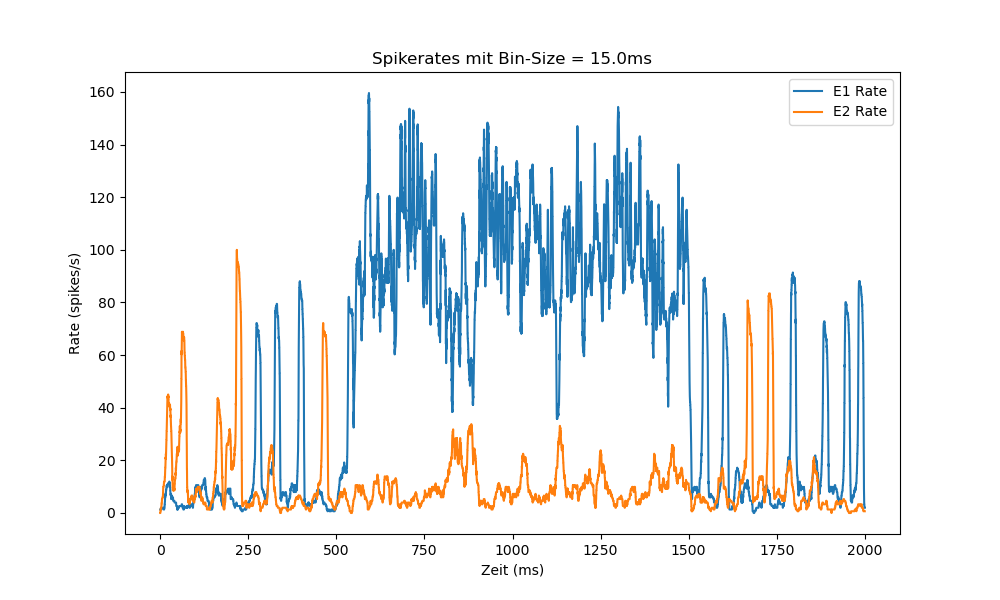 Spikerates mit Bin-Size = 15.0ms
E1 Rate
E2 Rate
Rate (spikes/s)
160
140
120
100
80
60
40
20
0
0 250 500 750 1000 1250 1500 1750 2000
Zeit (ms)